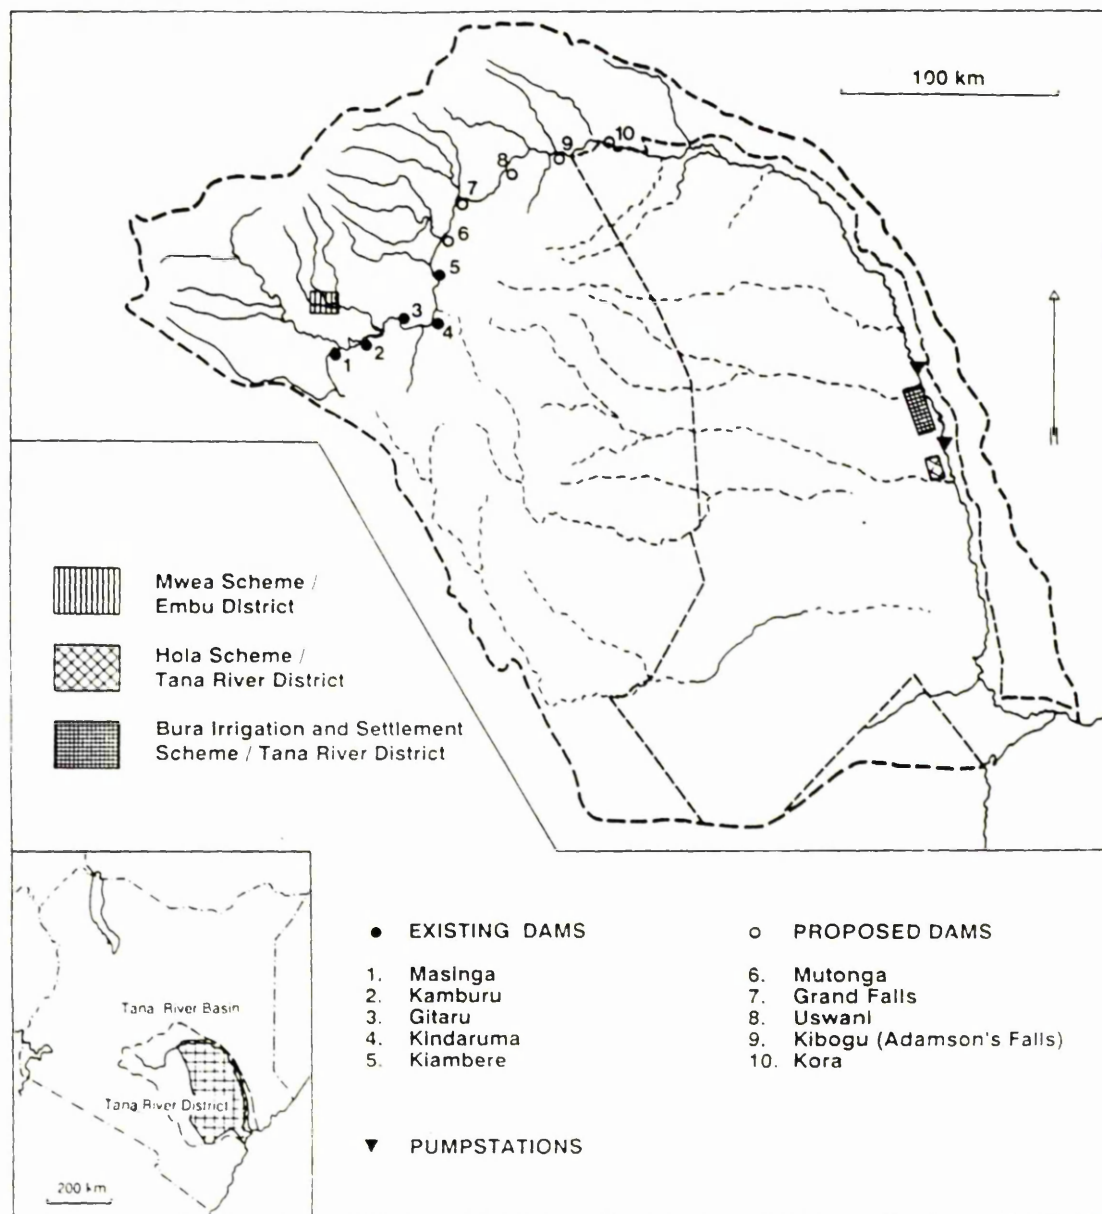 100 km
10
9
8
7
6
5
3
4
2
1
Mwea Scheme /
Embu District
Hola Scheme /
Tana River District
Bura Irrigation and Settlement
Scheme / Tana River District
Tana River Basin
Tana River District
200 km
● EXISTING DAMS
1. Masinga
2. Kamburu
3. Gitaru
4. Kindaruma
5. Kiambere
▼ PUMPSTATIONS
○ PROPOSED DAMS
6. Mutonga
7. Grand Falls
8. Uswani
9. Kibogu (Adamson's Falls)
10. Kora